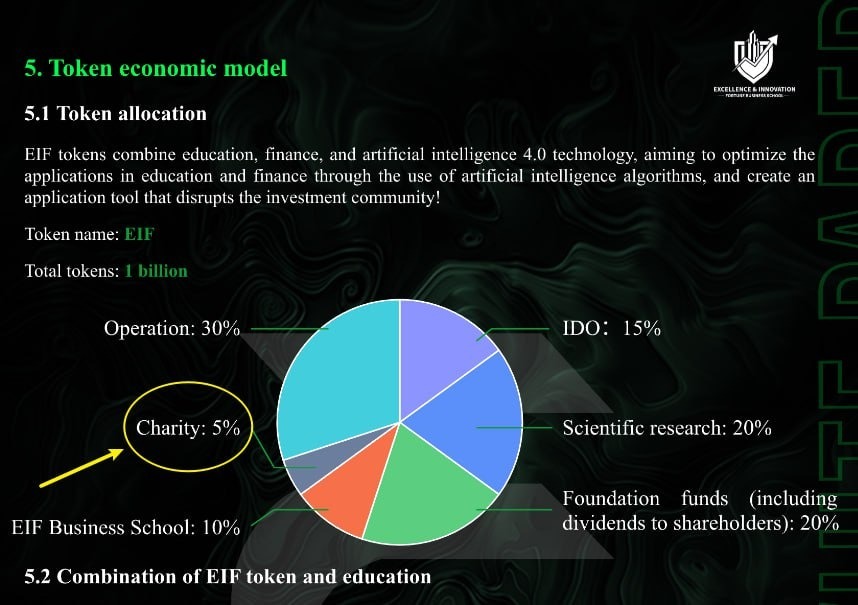 EXCELLENCE & INNOVATION
FORTUNE BUSINESS SCHOOL
5. Token economic model
5.1 Token allocation
EIF tokens combine education, finance, and artificial intelligence 4.0 technology, aiming to optimize the
applications in education and finance through the use of artificial intelligence algorithms, and create an
application tool that disrupts the investment community!
Token name: EIF
Total tokens: 1 billion
Operation: 30%
IDO：15%
Charity: 5%
Scientific research: 20%
Foundation funds (including
dividends to shareholders): 20%
EIF Business School: 10%
5.2 Combination of EIF token and education